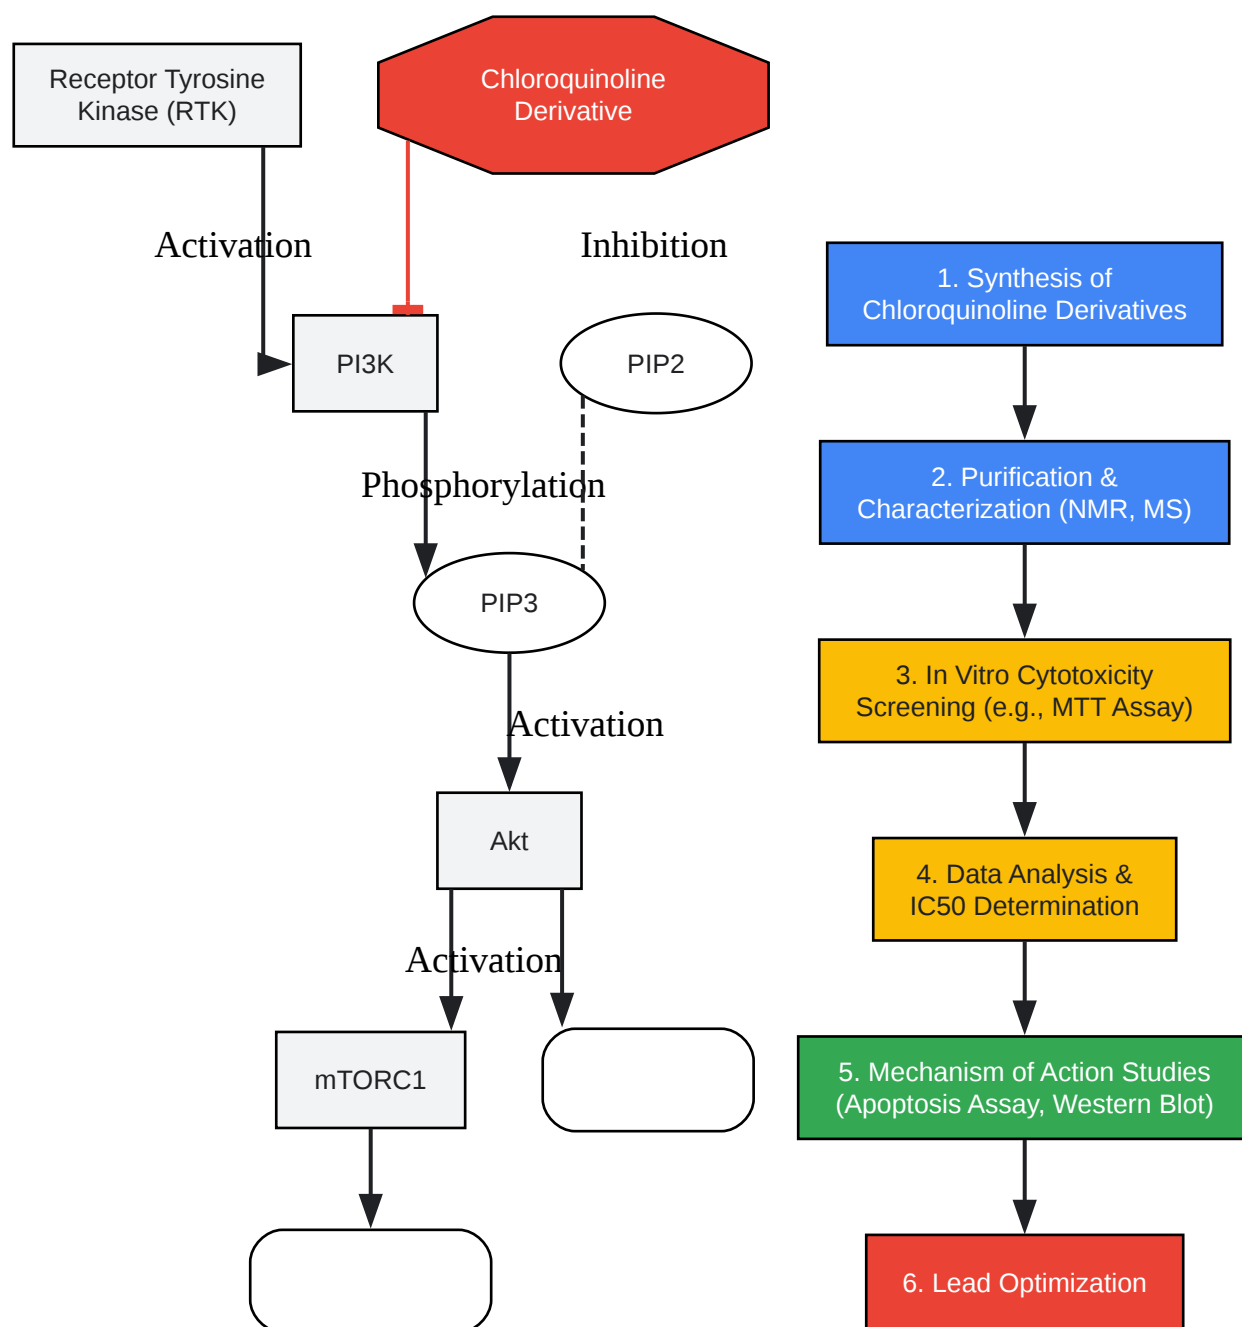 Receptor Tyrosine
Kinase (RTK)
Chloroquinoline
Derivative
Activation
Inhibition
PI3K
PIP2
Phosphorylation
PIP3
Activation
Akt
Activation
mTORC1
1. Synthesis of
Chloroquinoline Derivatives
2. Purification &
Characterization (NMR, MS)
3. In Vitro Cytotoxicity
Screening (e.g., MTT Assay)
4. Data Analysis &
IC50 Determination
5. Mechanism of Action Studies
(Apoptosis Assay, Western Blot)
6. Lead Optimization